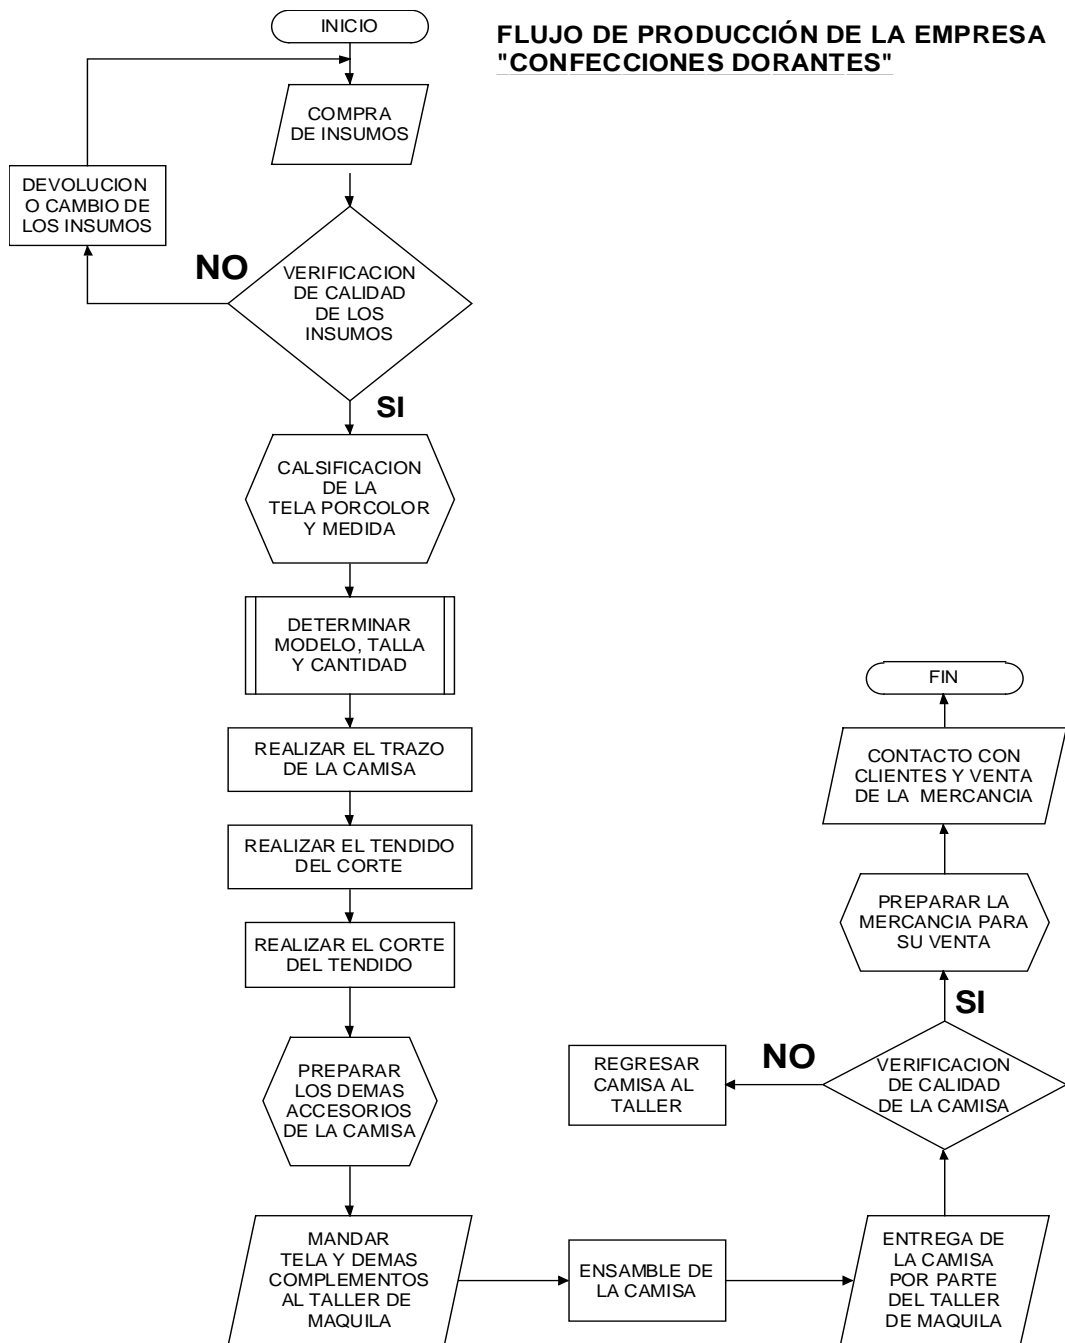 INICIO
FLUJO DE PRODUCCIÓN DE LA EMPRESA
"CONFECCIONES DORANTES"
COMPRA
DE INSUMOS
DEVOLUCION
O CAMBIO DE
LOS INSUMOS
NO
VERIFICACION
DE CALIDAD
DE LOS
INSUMOS
SI
CALSIFICACION
DE LA
TELA PORCOLOR
Y MEDIDA
DETERMINAR
MODELO, TALLA
Y CANTIDAD
REALIZAR EL TRAZO
DE LA CAMISA
REALIZAR EL TENDIDO
DEL CORTE
REALIZAR EL CORTE
DEL TENDIDO
PREPARAR
LOS DEMAS
ACCESORIOS
DE LA CAMISA
MANDAR
TELA Y DEMAS
COMPLEMENTOS
AL TALLER DE
MAQUILA
ENSAMBLE DE
LA CAMISA
ENTREGA DE
LA CAMISA
POR PARTE
DEL TALLER
DE MAQUILA
VERIFICACION
DE CALIDAD
DE LA CAMISA
NO
REGRESAR
CAMISA AL
TALLER
SI
PREPARAR LA
MERCANCIA PARA
SU VENTA
CONTACTO CON
CLIENTES Y VENTA
DE LA MERCANCIA
FIN